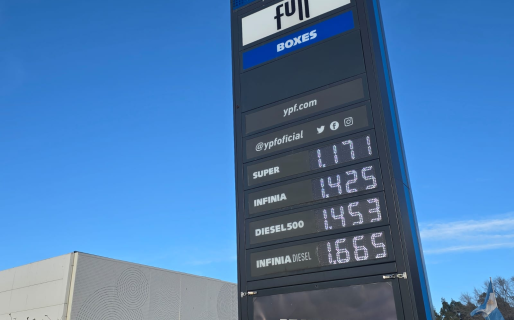 full
BOXES
ypf.com
@ypfoficial
SUPER 1.171
INFINIA 1.425
DIESEL500 1.453
INFINIA DIESEL 1.665